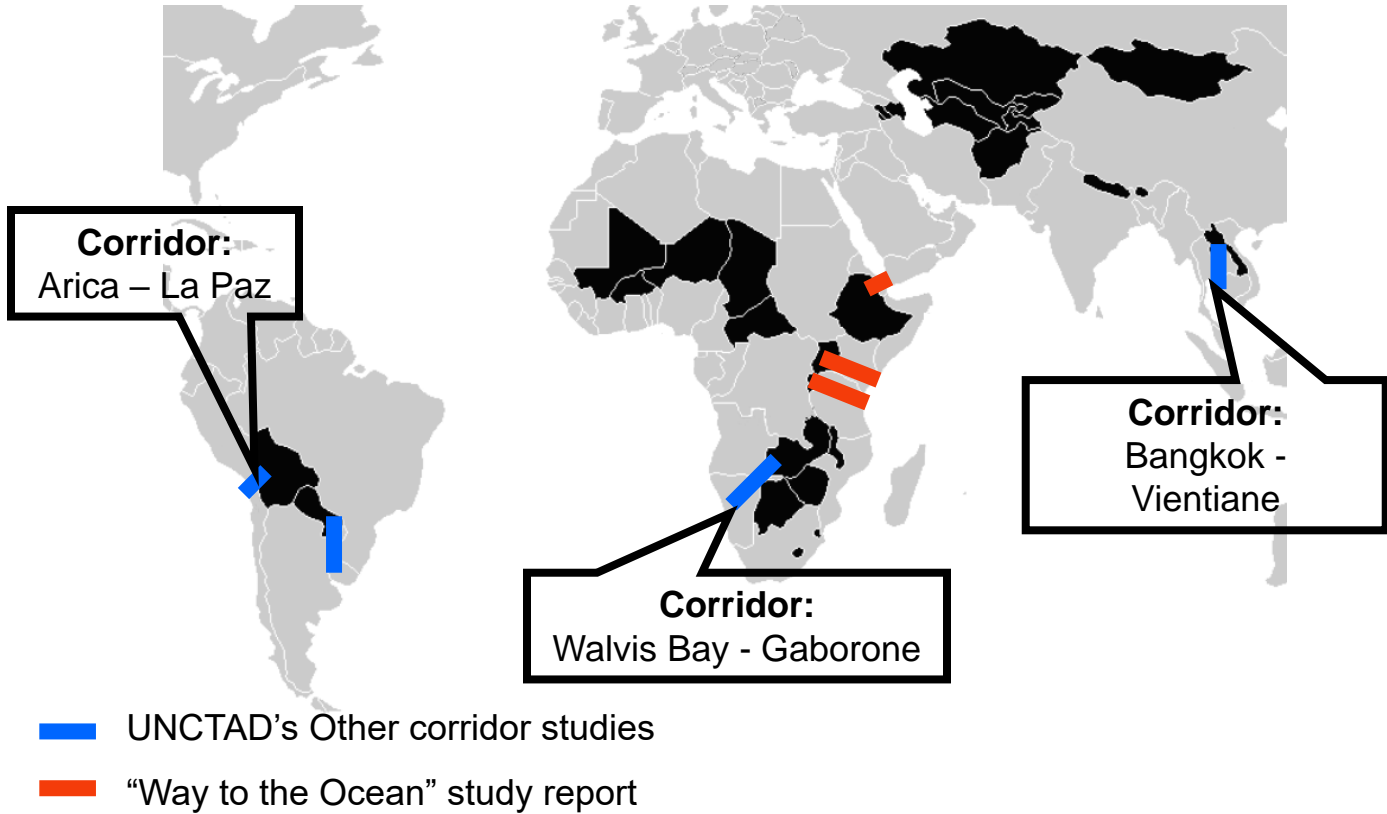 Corridor:
Arica – La Paz
Corridor:
Bangkok -
Vientiane
Corridor:
Walvis Bay - Gaborone
UNCTAD’s Other corridor studies
“Way to the Ocean” study report